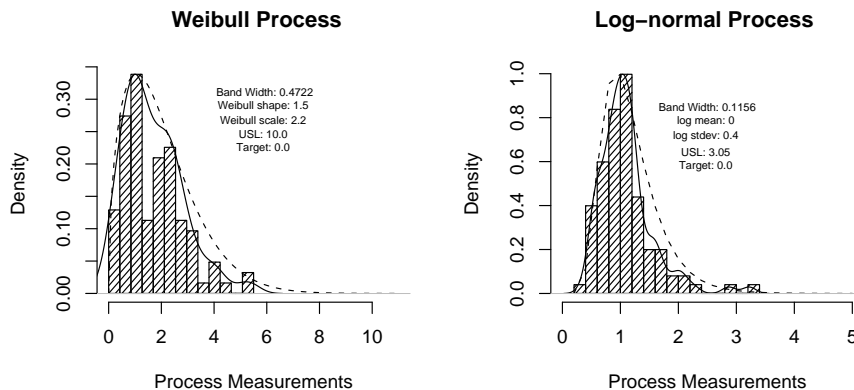 Weibull Process
Density
0.00
0.10
0.20
0.30
Band Width: 0.4722
Weibull shape: 1.5
Weibull scale: 2.2
USL: 10.0
Target: 0.0
0 2 4 6 8 10
Process Measurements
Log−normal Process
Density
0.0
0.2
0.4
0.6
0.8
1.0
Band Width: 0.1156
log mean: 0
log stdev: 0.4
USL: 3.05
Target: 0.0
0 1 2 3 4 5
Process Measurements